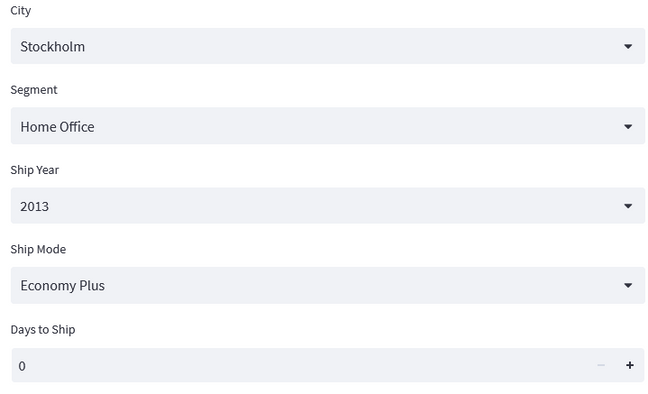 City
Stockholm
Segment
Home Office
Ship Year
2013
Ship Mode
Economy Plus
Days to Ship
0